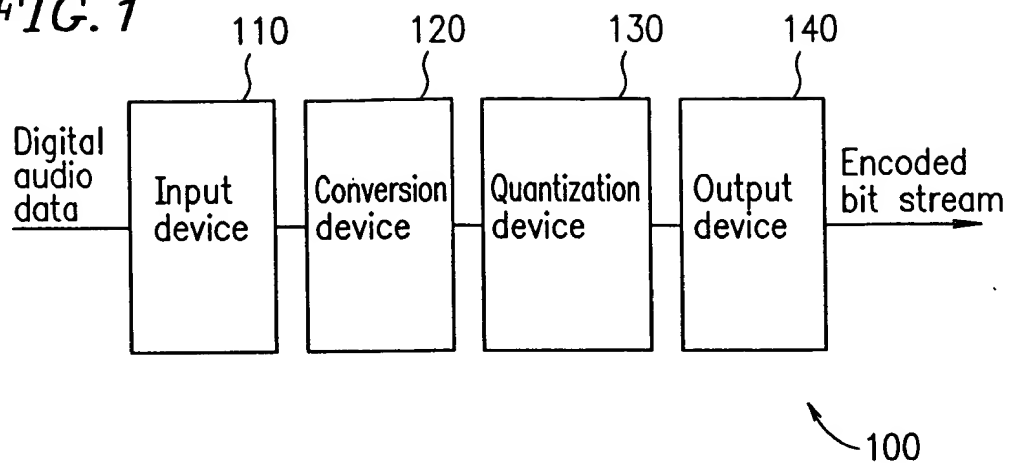 FIG. 1
110
120
130
140
Digital
audio
data
Input
device
Conversion
device
Quantization
device
Output
device
Encoded
bit stream
100